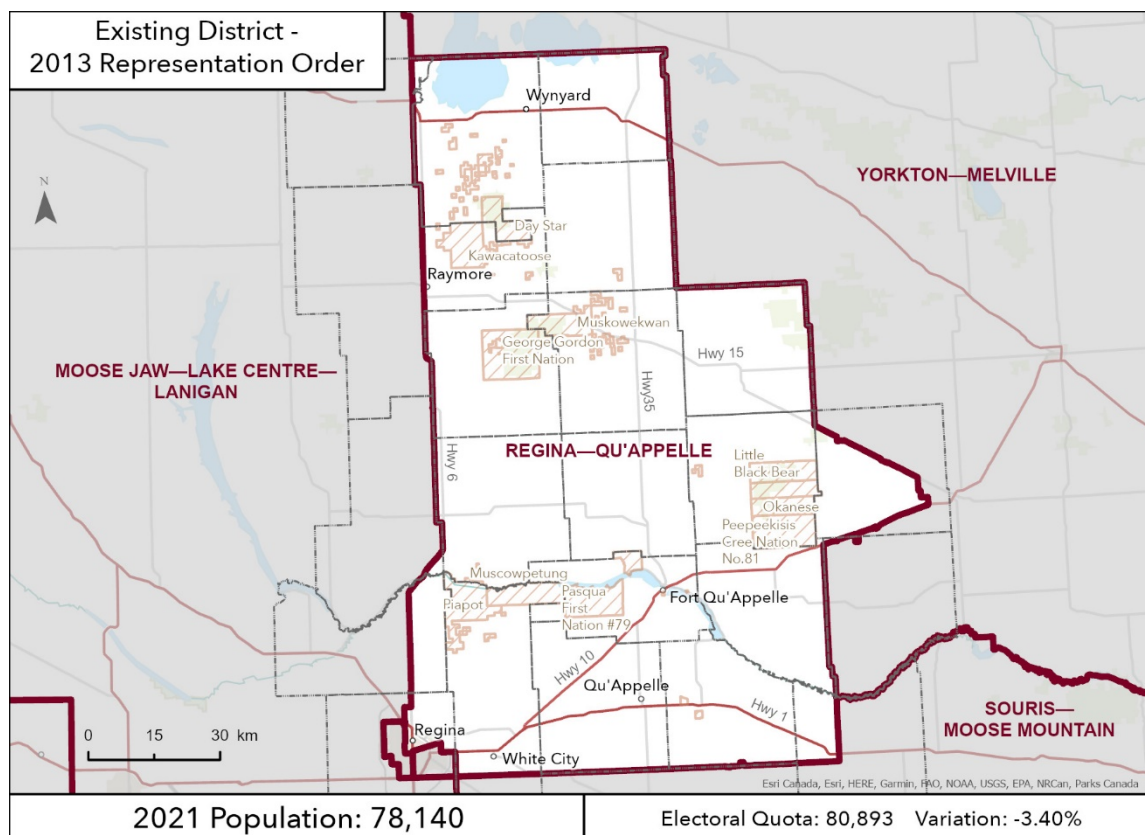 Existing District -
2013 Representation Order
Wynyard
YORKTON—MELVILLE
N
Day Star
Kawacatoose
Raymore
Muskowekwan
George Gordon
First Nation
Hwy 15
MOOSE JAW—LAKE CENTRE—
LANIGAN
Hwy35
REGINA—QU'APPELLE
Hwy 6
Little
Black Bear
Okanese
Peepeekisis
Cree Nation
No.81
Muscowpetung
Piapot
Pasqua
First
Nation #79
Fort Qu'Appelle
Hwy 10
Qu'Appelle
Hwy 1
SOURIS—
MOOSE MOUNTAIN
Regina
0 15 30 km
White City
Esri Canada, Esri, HERE, Garmin, FAO, NOAA, USGS, EPA, NRCan, Parks Canada
2021 Population: 78,140
Electoral Quota: 80,893 Variation: -3.40%